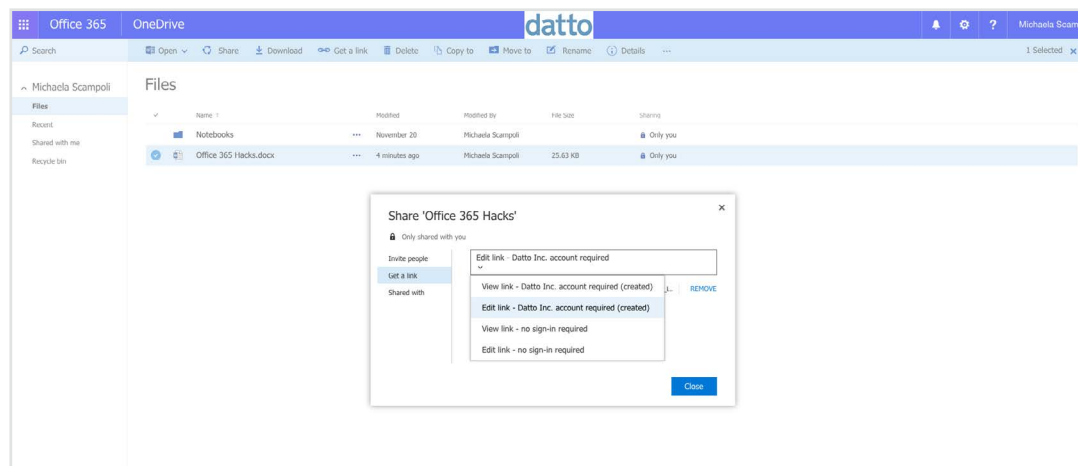 Office 365 OneDrive datto ? Michaela Scam
Search Open Share Download Get a link Delete Copy to Move to Rename Details ... 1 Selected ×
Michaela Scampoli
Files
Recent
Shared with me
Recycle bin
Files
Name ↑ Modified Modified By File Size Sharing
Notebooks ... November 20 Michaela Scampoli Only you
Office 365 Hacks.docx ... 4 minutes ago Michaela Scampoli 25.63 KB Only you
Share 'Office 365 Hacks' ×
Only shared with you
Invite people
Get a link
Shared with
Edit link - Datto Inc. account required
View link - Datto Inc. account required (created)
Edit link - Datto Inc. account required (created)
View link - no sign-in required
Edit link - no sign-in required
REMOVE
Close